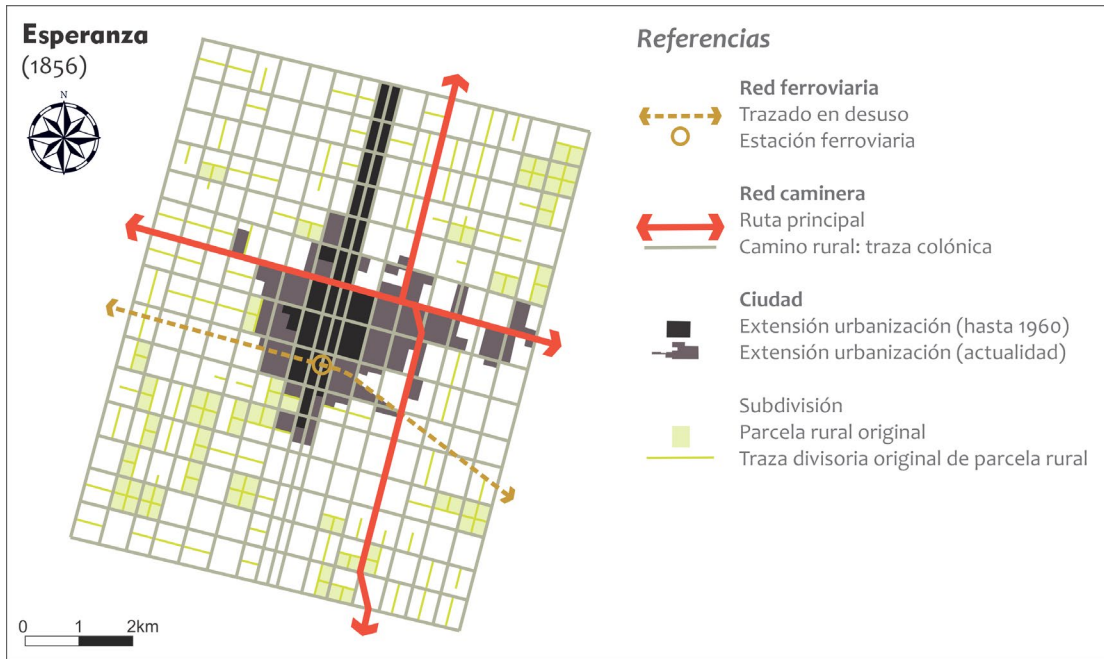 Esperanza
(1856)
N
Referencias
Red ferroviaria
Trazado en desuso
Estación ferroviaria
Red caminera
Ruta principal
Camino rural: traza colónica
Ciudad
Extensión urbanización (hasta 1960)
Extensión urbanización (actualidad)
Subdivisión
Parcela rural original
Traza divisoria original de parcela rural
0 1 2km